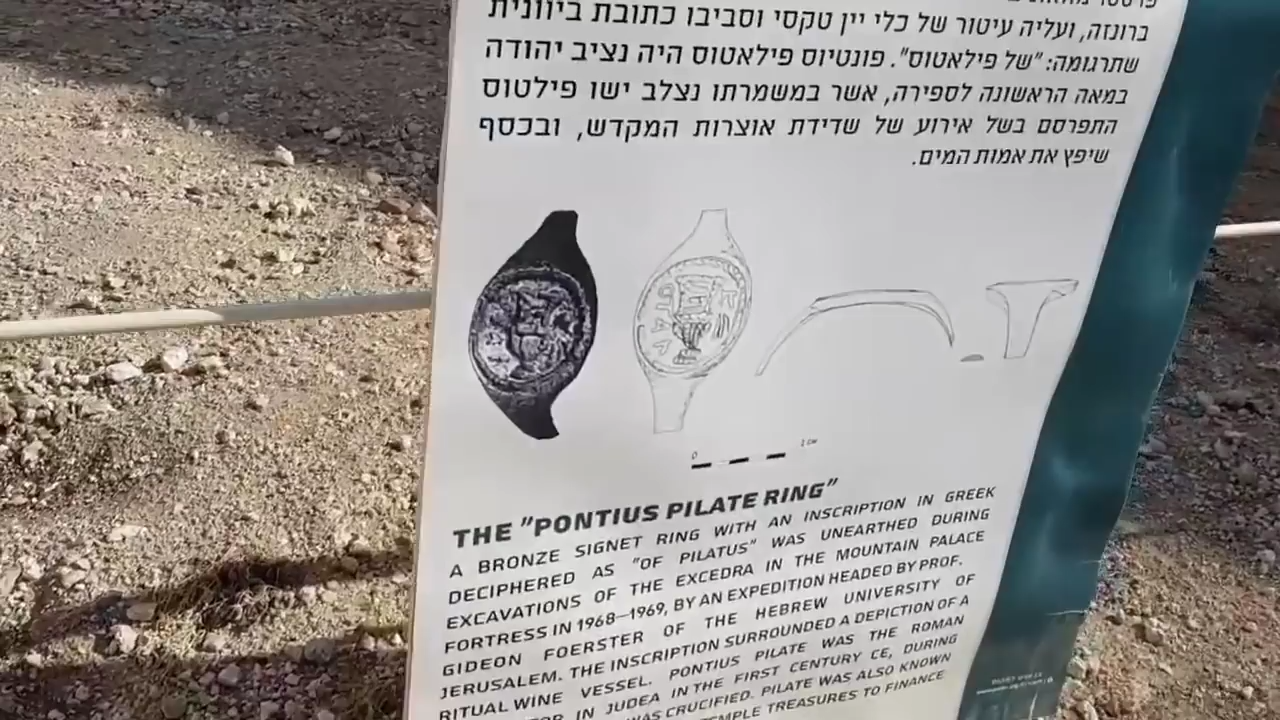 ברונזה, ועליה עיטור של כלי יין טקסי וסביבו כתובת ביוונית
שתרגומה: "של פילאטוס". פונטיוס פילאטוס היה נציב יהודה
במאה הראשונה לספירה, אשר במשמרתו נצלב ישו פילטוס
התפרסם בשל אירוע של שדידת אוצרות המקדש, ובכסף
שיפץ את אמות המים.
0
THE "PONTIUS PILATE RING"
A BRONZE SIGNET RING WITH AN INSCRIPTION IN GREEK
DECIPHERED AS "OF PILATUS" WAS UNEARTHED DURING
EXCAVATIONS OF THE EXCEDRA IN THE MOUNTAIN PALACE
FORTRESS IN 1968–1969, BY AN EXPEDITION HEADED BY PROF.
GIDEON FOERSTER OF THE HEBREW UNIVERSITY OF
JERUSALEM. THE INSCRIPTION SURROUNDED A DEPICTION OF A
RITUAL WINE VESSEL. PONTIUS PILATE WAS THE ROMAN
IN JUDEA IN THE FIRST CENTURY CE, DURING
WAS CRUCIFIED. PILATE WAS ALSO KNOWN
TEMPLE TREASURES TO FINANCE